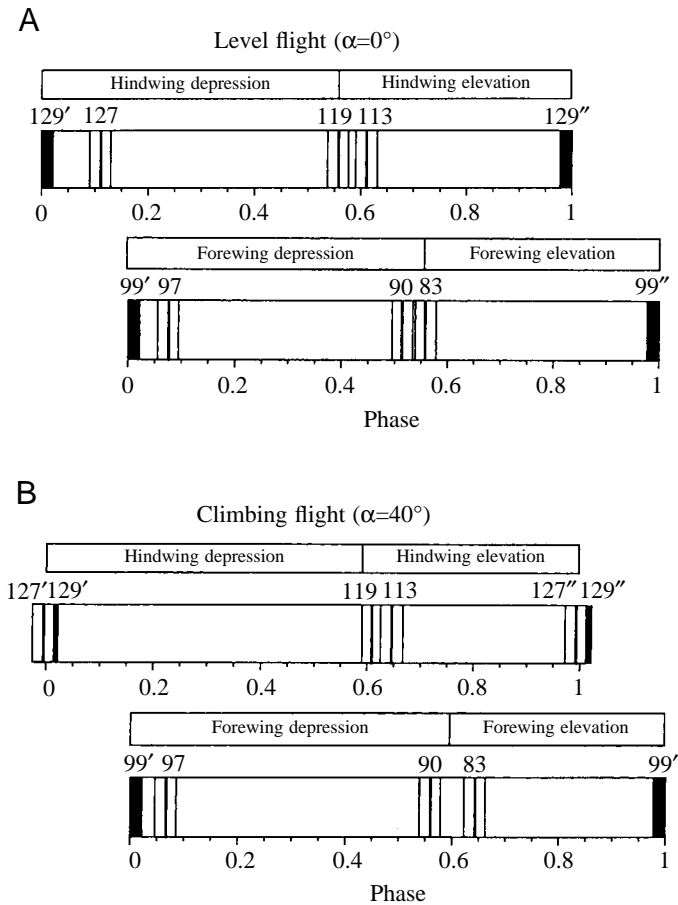 A
Level flight (α=0°)
Hindwing depression Hindwing elevation
129′ 127 119 113 129″
0 0.2 0.4 0.6 0.8 1
Forewing depression Forewing elevation
99′ 97 90 83 99″
0 0.2 0.4 0.6 0.8 1
Phase
B
Climbing flight (α=40°)
Hindwing depression Hindwing elevation
127′ 129′ 119 113 127″ 129″
0 0.2 0.4 0.6 0.8 1
Forewing depression Forewing elevation
99′ 97 90 83 99′
0 0.2 0.4 0.6 0.8 1
Phase